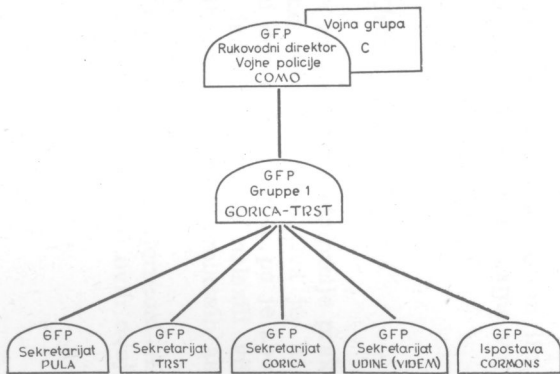 GFP
Rukovodni direktor
Vojne policije
COMO
Vojna grupa
C
GFP
Gruppe 1
GORICA-TRST
GFP
Sekretarijat
PULA
GFP
Sekretarijat
TRST
GFP
Sekretarijat
GORICA
GFP
Sekretarijat
UDINE (VIDEM)
GFP
Ispostava
CORMONS